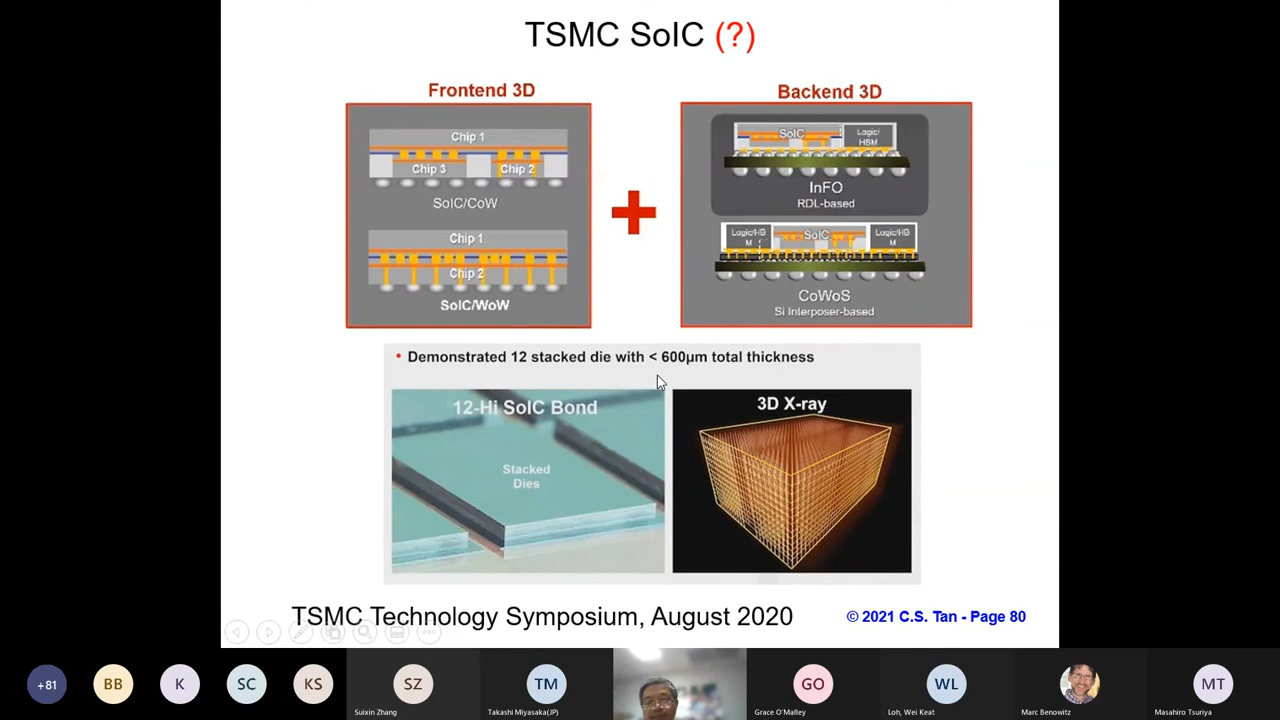 TSMC SoIC (?)
Frontend 3D
Chip 1
Chip 3
Chip 2
SoIC/CoW
Chip 1
Chip 2
SoIC/WoW
Backend 3D
SoIC
Logic/
HBM
InFO
RDL-based
Logic/HB
M
SoIC
Logic/HB
M
CoWoS
Si Interposer-based
• Demonstrated 12 stacked die with < 600µm total thickness
12-Hi SoIC Bond
Stacked
Dies
3D X-ray
TSMC Technology Symposium, August 2020
© 2021 C.S. Tan - Page 80
+81
BB
K
SC
KS
SZ
Suixin Zhang
TM
Takashi Miyasaka(JP)
GO
Grace O'Malley
WL
Loh, Wei Keat
Marc Benowitz
MT
Masahiro Tsuriya